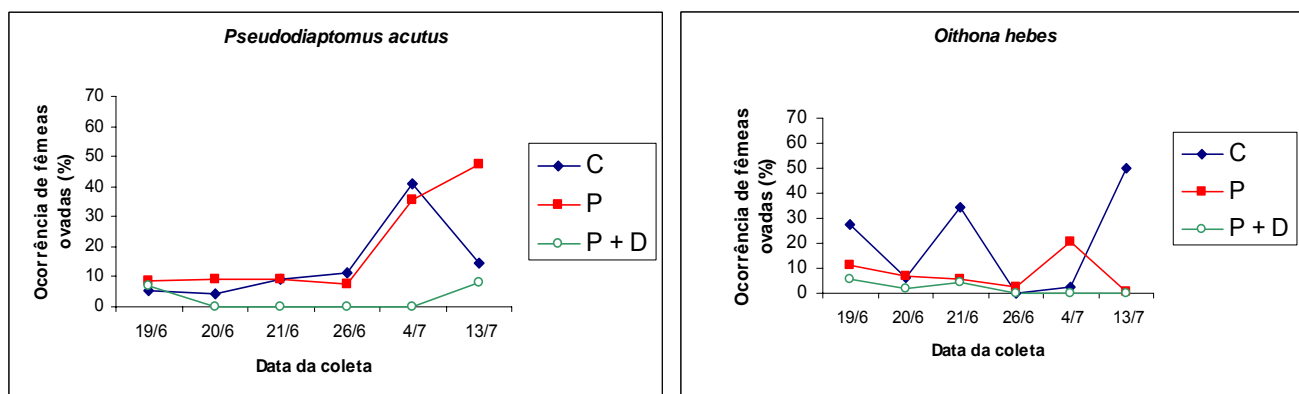 Pseudodiaptomus acutus
Ocorrência de fêmeas
ovadas (%)
70
60
50
40
30
20
10
0
19/6 20/6 21/6 26/6 4/7 13/7
Data da coleta
C
P
P + D
Oithona hebes
Ocorrência de fêmeas
ovadas (%)
70
60
50
40
30
20
10
0
19/6 20/6 21/6 26/6 4/7 13/7
Data da coleta
C
P
P + D